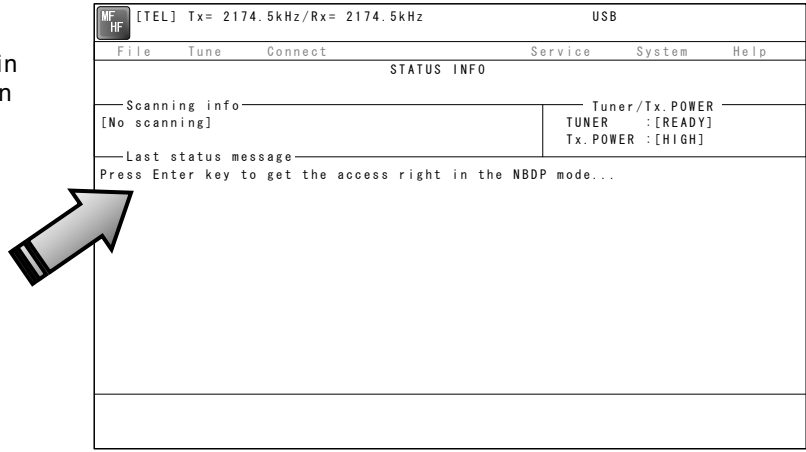 MF
HF
[TEL] Tx= 2174.5kHz/Rx= 2174.5kHz USB
File Tune Connect Service System Help
STATUS INFO
Scanning info Tuner/Tx.POWER
[No scanning] TUNER :[READY]
Tx.POWER :[HIGH]
Last status message
Press Enter key to get the access right in the NBDP mode...
in
n